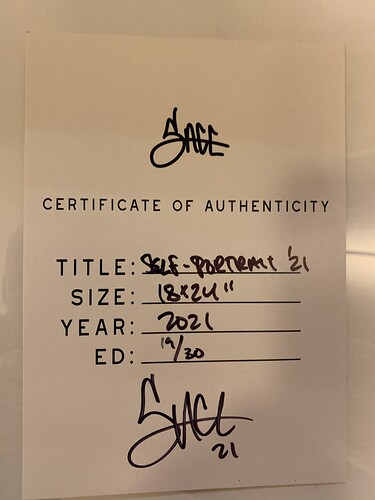 SAGE
CERTIFICATE OF AUTHENTICITY
TITLE: SELF-PORTRAIT '21
SIZE: 18x24"
YEAR: 2021
ED: 19/30
SAGE
21